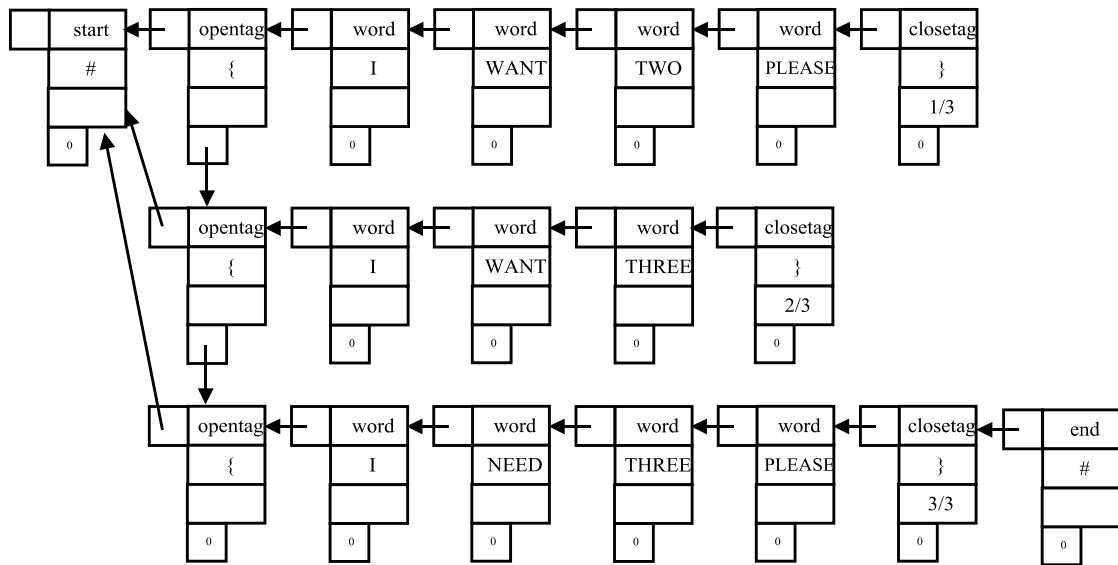 start opentag word word word word closetag
# { I WANT TWO PLEASE }
1/3
0 0 0 0 0 0
opentag word word word closetag
{ I WANT THREE }
2/3
0 0 0 0
opentag word word word word closetag end
{ I NEED THREE PLEASE } #
3/3
0 0 0 0 0 0 0